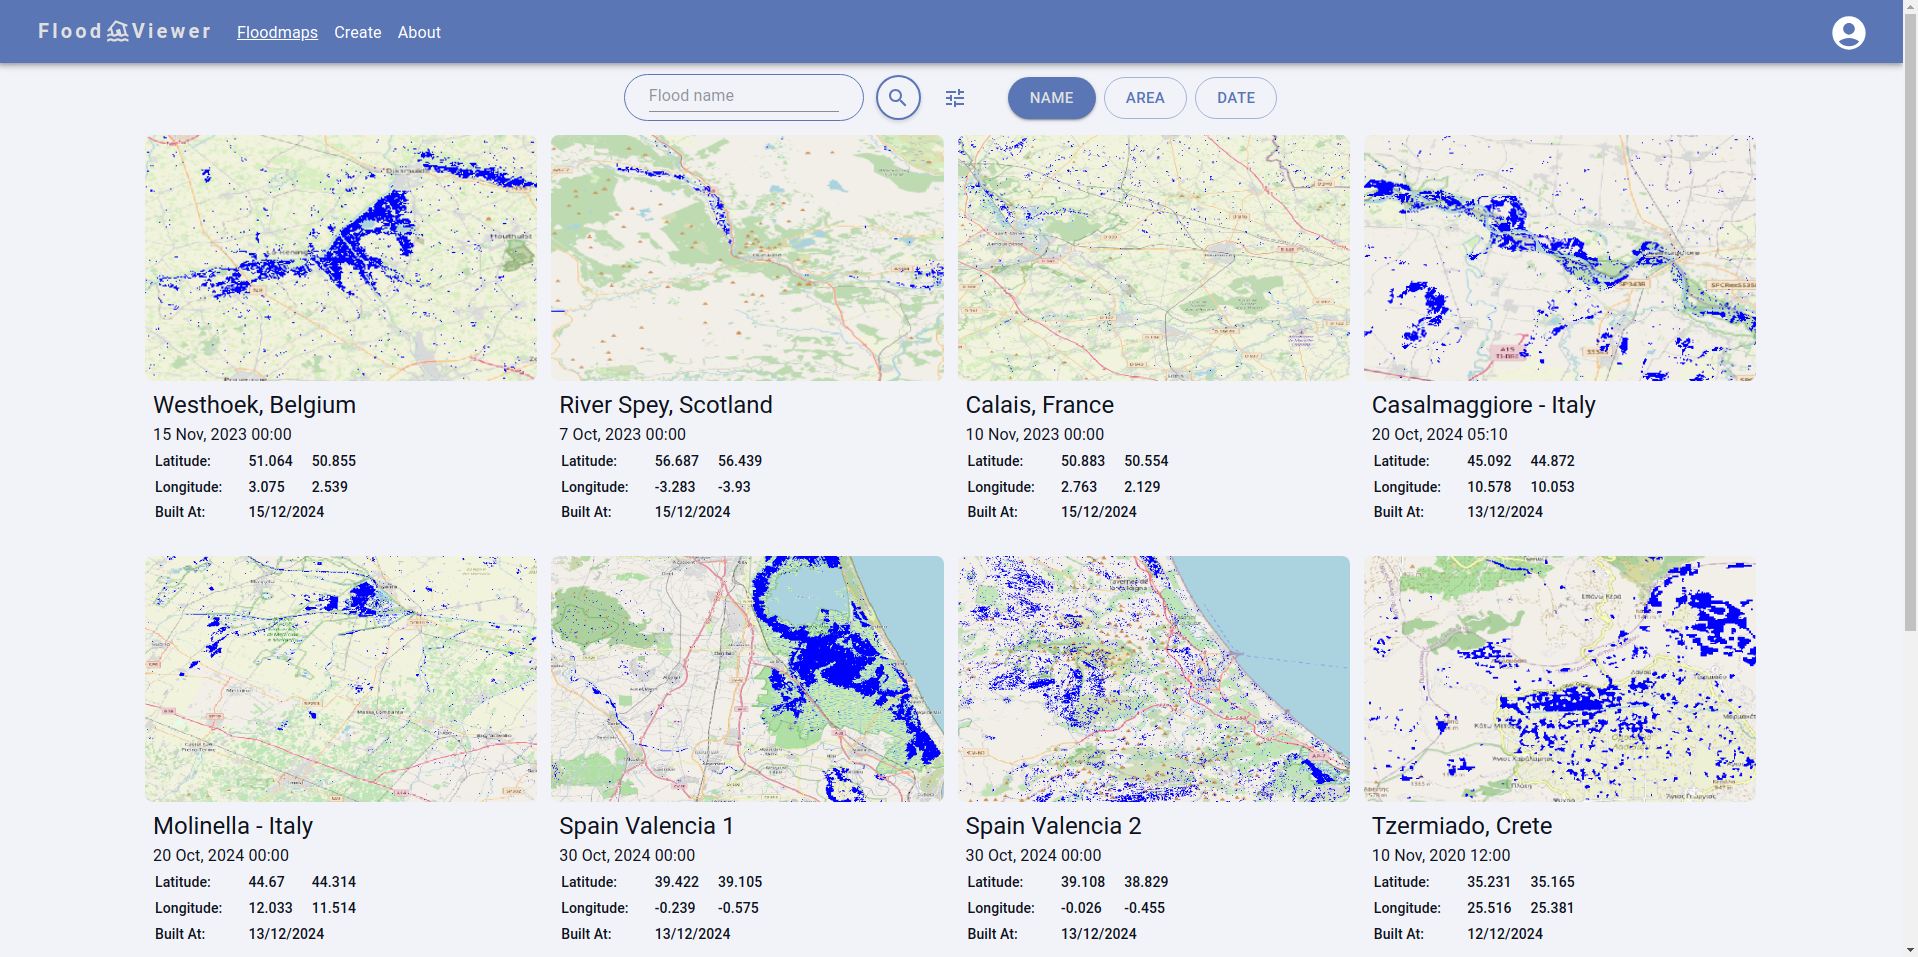 Flood Viewer Floodmaps Create About
Flood name NAME AREA DATE
Westhoek, Belgium
15 Nov, 2023 00:00
Latitude: 51.064 50.855
Longitude: 3.075 2.539
Built At: 15/12/2024
River Spey, Scotland
7 Oct, 2023 00:00
Latitude: 56.687 56.439
Longitude: -3.283 -3.93
Built At: 15/12/2024
Calais, France
10 Nov, 2023 00:00
Latitude: 50.883 50.554
Longitude: 2.763 2.129
Built At: 15/12/2024
Casalmaggiore - Italy
20 Oct, 2024 05:10
Latitude: 45.092 44.872
Longitude: 10.578 10.053
Built At: 13/12/2024
Molinella - Italy
20 Oct, 2024 00:00
Latitude: 44.67 44.314
Longitude: 12.033 11.514
Built At: 13/12/2024
Spain Valencia 1
30 Oct, 2024 00:00
Latitude: 39.422 39.105
Longitude: -0.239 -0.575
Built At: 13/12/2024
Spain Valencia 2
30 Oct, 2024 00:00
Latitude: 39.108 38.829
Longitude: -0.026 -0.455
Built At: 13/12/2024
Tzermiado, Crete
10 Nov, 2020 12:00
Latitude: 35.231 35.165
Longitude: 25.516 25.381
Built At: 12/12/2024